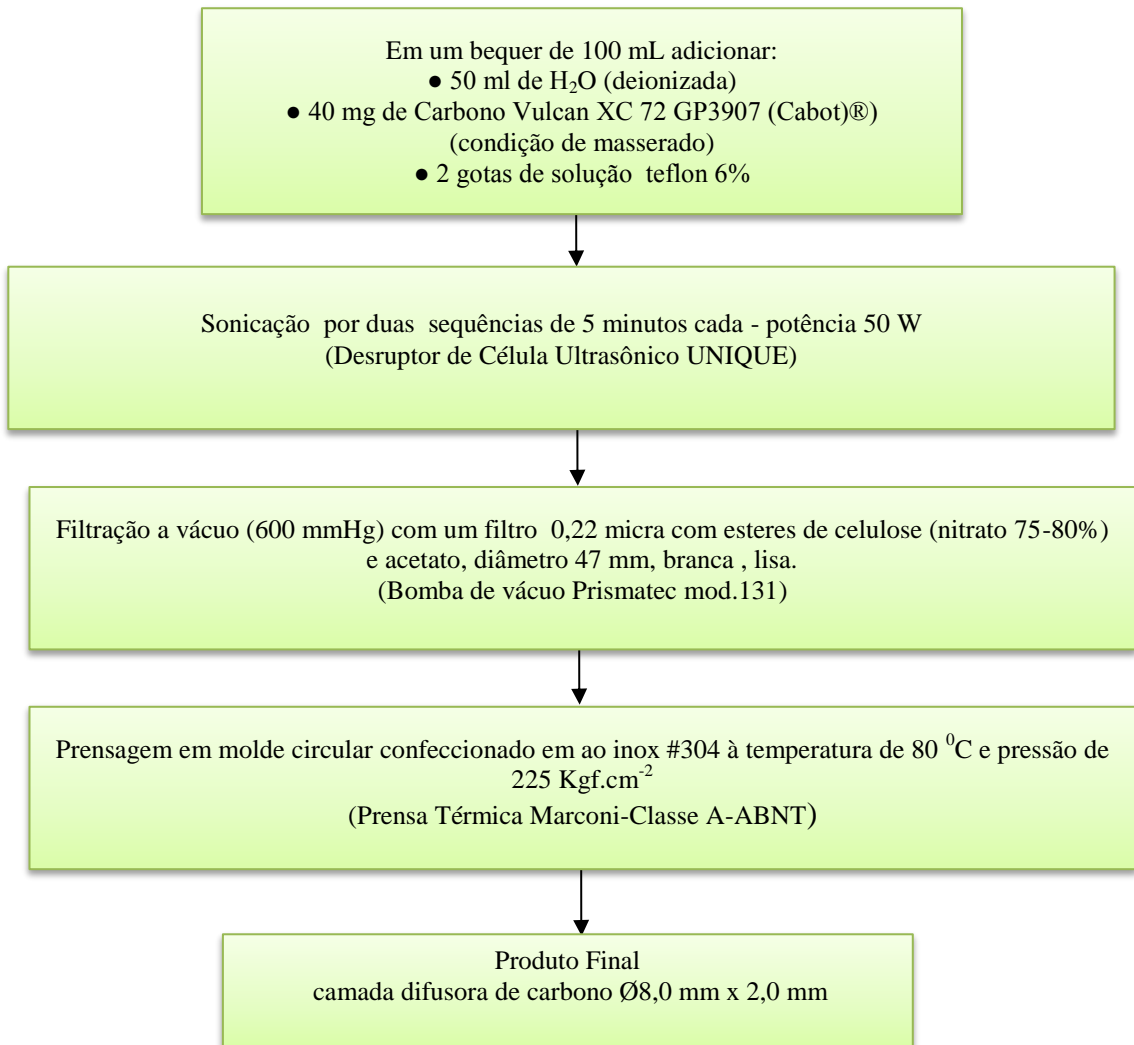 Em um bequer de 100 mL adicionar:
● 50 ml de H₂O (deionizada)
● 40 mg de Carbono Vulcan XC 72 GP3907 (Cabot)®)
(condição de masserado)
● 2 gotas de solução teflon 6%
Sonicação por duas sequências de 5 minutos cada - potência 50 W
(Desruptor de Célula Ultrasônico UNIQUE)
Filtração a vácuo (600 mmHg) com um filtro 0,22 micra com esteres de celulose (nitrato 75-80%)
e acetato, diâmetro 47 mm, branca , lisa.
(Bomba de vácuo Prismatec mod.131)
Prensagem em molde circular confeccionado em ao inox #304 à temperatura de 80 ⁰C e pressão de
225 Kgf.cm⁻²
(Prensa Térmica Marconi-Classe A-ABNT)
Produto Final
camada difusora de carbono Ø8,0 mm x 2,0 mm